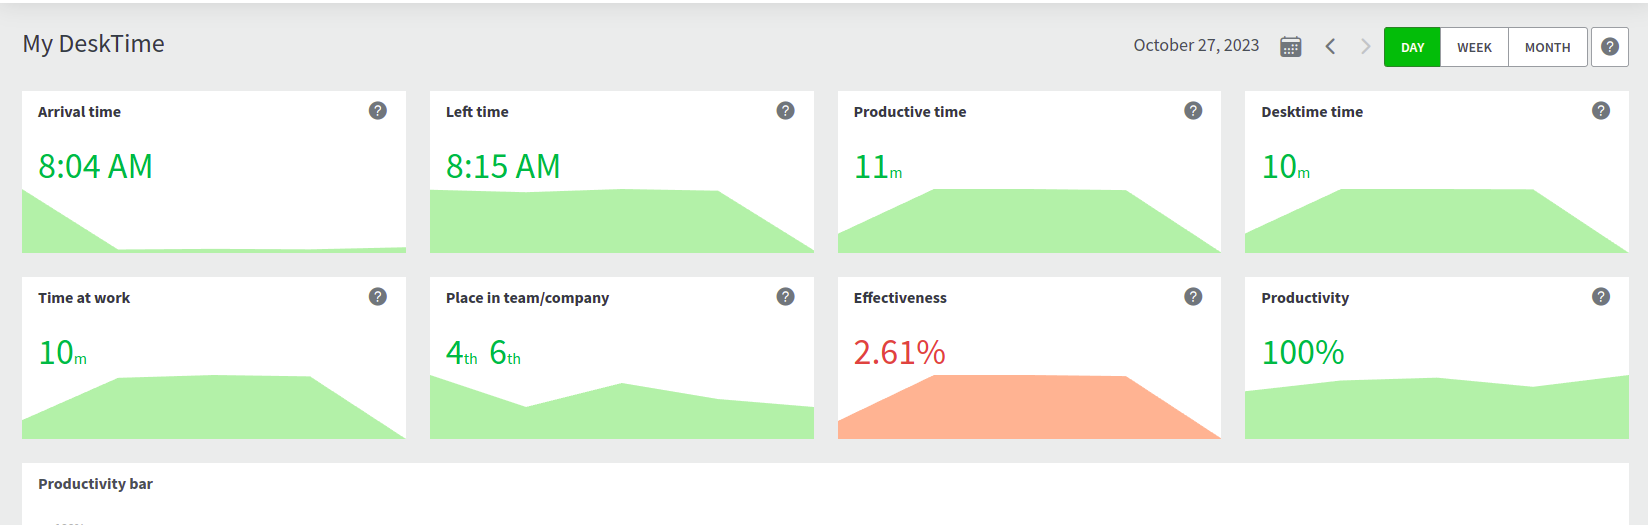 My DeskTime
October 27, 2023
DAY WEEK MONTH ?
Arrival time ?
8:04 AM
Left time ?
8:15 AM
Productive time ?
11m
Desktime time ?
10m
Time at work ?
10m
Place in team/company ?
4th 6th
Effectiveness ?
2.61%
Productivity ?
100%
Productivity bar